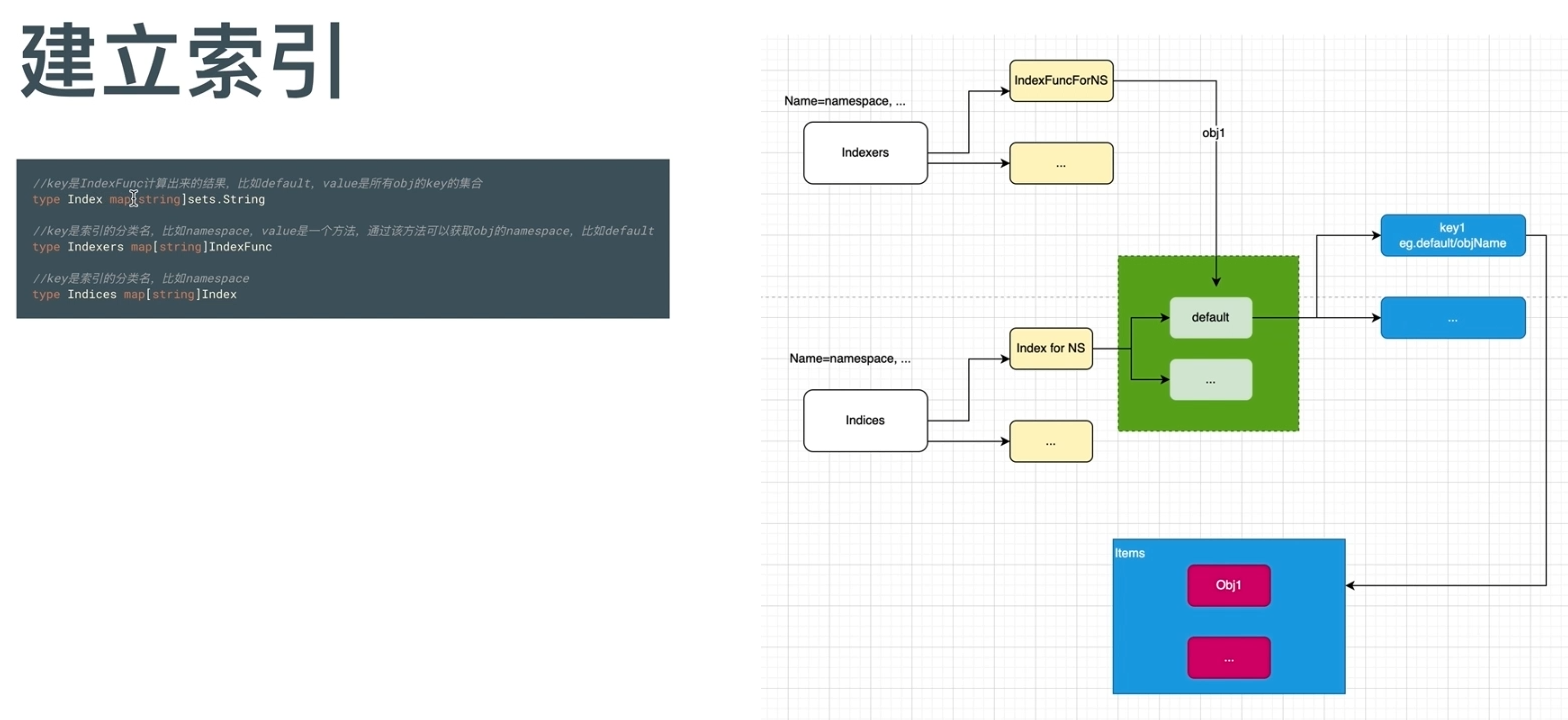 建立索引
//key是IndexFunc计算出来的结果，比如default，value是所有obj的key的集合
type Index map[string]sets.String
//key是索引的分类名，比如namespace，value是一个方法，通过该方法可以获取obj的namespace，比如default
type Indexers map[string]IndexFunc
//key是索引的分类名，比如namespace
type Indices map[string]Index
Name=namespace, ...
Indexers
IndexFuncForNS
...
obj1
Name=namespace, ...
Indices
Index for NS
...
default
...
key1
eg.default/objName
...
Items
Obj1
...